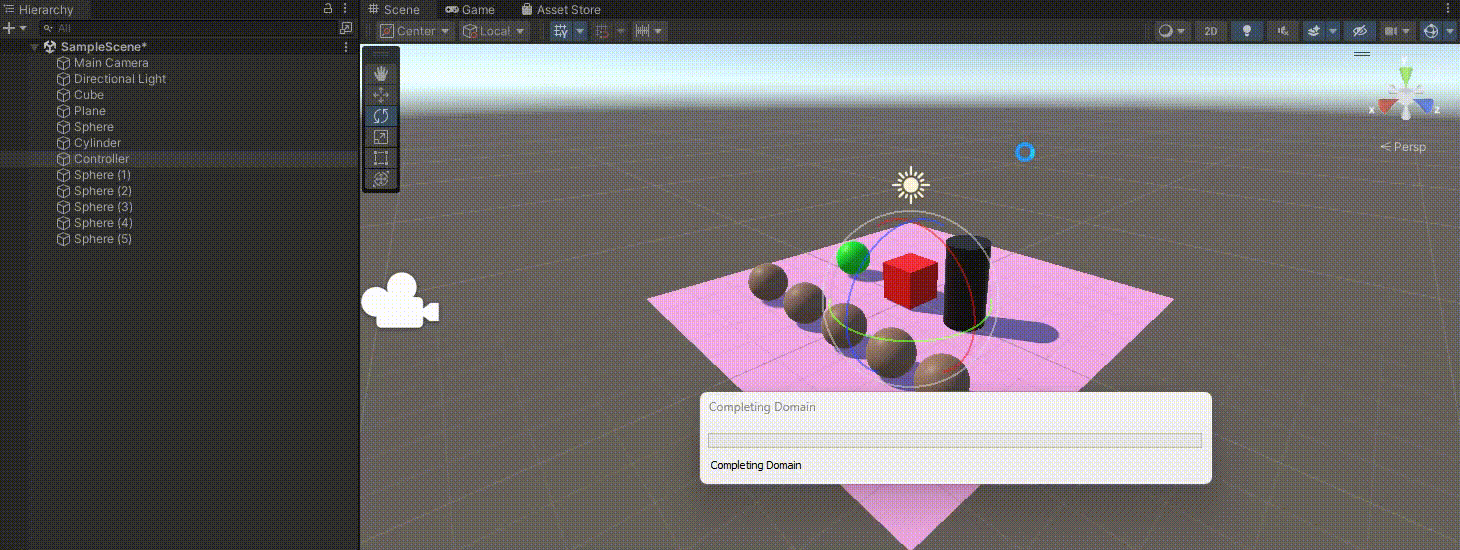 Hierarchy
Scene
Game
Asset Store
All
Center
Local
2D
SampleScene*
Main Camera
Directional Light
Cube
Plane
Sphere
Cylinder
Controller
Sphere (1)
Sphere (2)
Sphere (3)
Sphere (4)
Sphere (5)
y
x
z
Persp
Completing Domain
Completing Domain